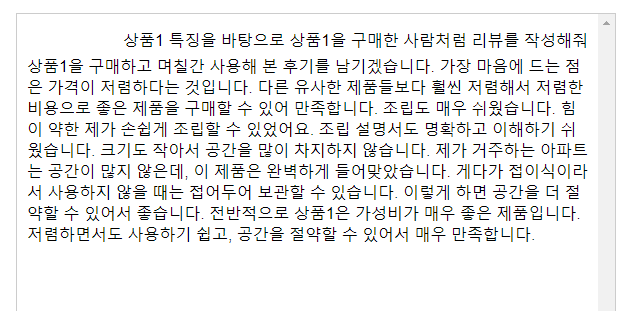 상품1 특징을 바탕으로 상품1을 구매한 사람처럼 리뷰를 작성해줘
상품1을 구매하고 며칠간 사용해 본 후기를 남기겠습니다. 가장 마음에 드는 점
은 가격이 저렴하다는 것입니다. 다른 유사한 제품들보다 훨씬 저렴해서 저렴한
비용으로 좋은 제품을 구매할 수 있어 만족합니다. 조립도 매우 쉬웠습니다. 힘
이 약한 제가 손쉽게 조립할 수 있었어요. 조립 설명서도 명확하고 이해하기 쉬
웠습니다. 크기도 작아서 공간을 많이 차지하지 않습니다. 제가 거주하는 아파트
는 공간이 많지 않은데, 이 제품은 완벽하게 들어맞았습니다. 게다가 접이식이라
서 사용하지 않을 때는 접어두어 보관할 수 있습니다. 이렇게 하면 공간을 더 절
약할 수 있어서 좋습니다. 전반적으로 상품1은 가성비가 매우 좋은 제품입니다.
저렴하면서도 사용하기 쉽고, 공간을 절약할 수 있어서 매우 만족합니다.